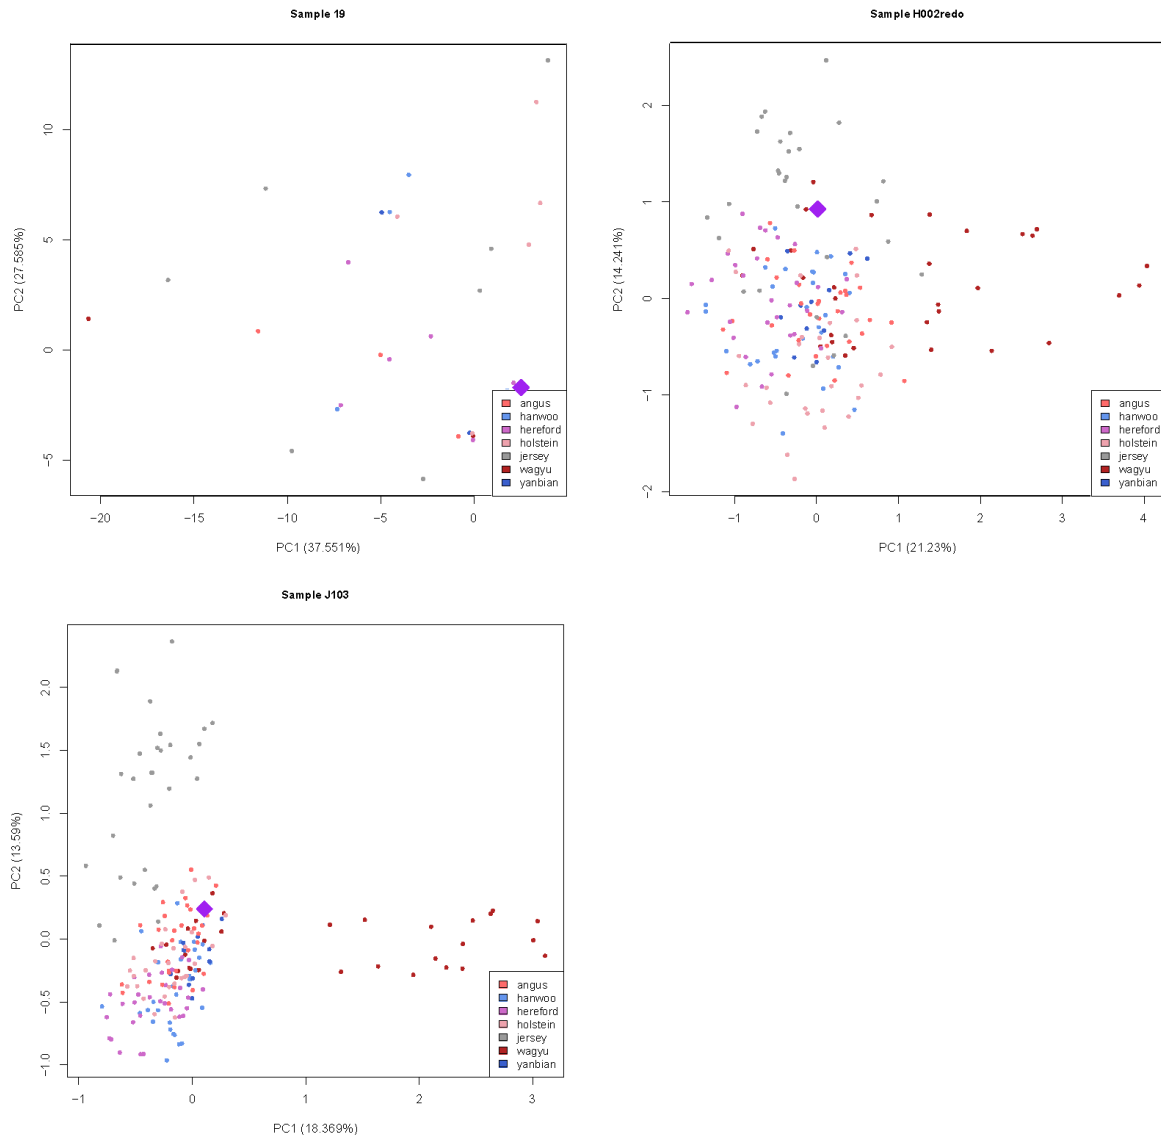 Sample 19
PC2 (27.585%)
10
5
0
−5
−20
−15
−10
−5
0
PC1 (37.551%)
angus
hanwoo
hereford
holstein
jersey
wagyu
yanbian
Sample H002redo
PC2 (14.241%)
2
1
0
−1
−2
−1
0
1
2
3
4
PC1 (21.23%)
angus
hanwoo
hereford
holstein
jersey
wagyu
yanbian
Sample J103
PC2 (13.59%)
2.0
1.5
1.0
0.5
0.0
−0.5
−1.0
−1
0
1
2
3
PC1 (18.369%)
angus
hanwoo
hereford
holstein
jersey
wagyu
yanbian